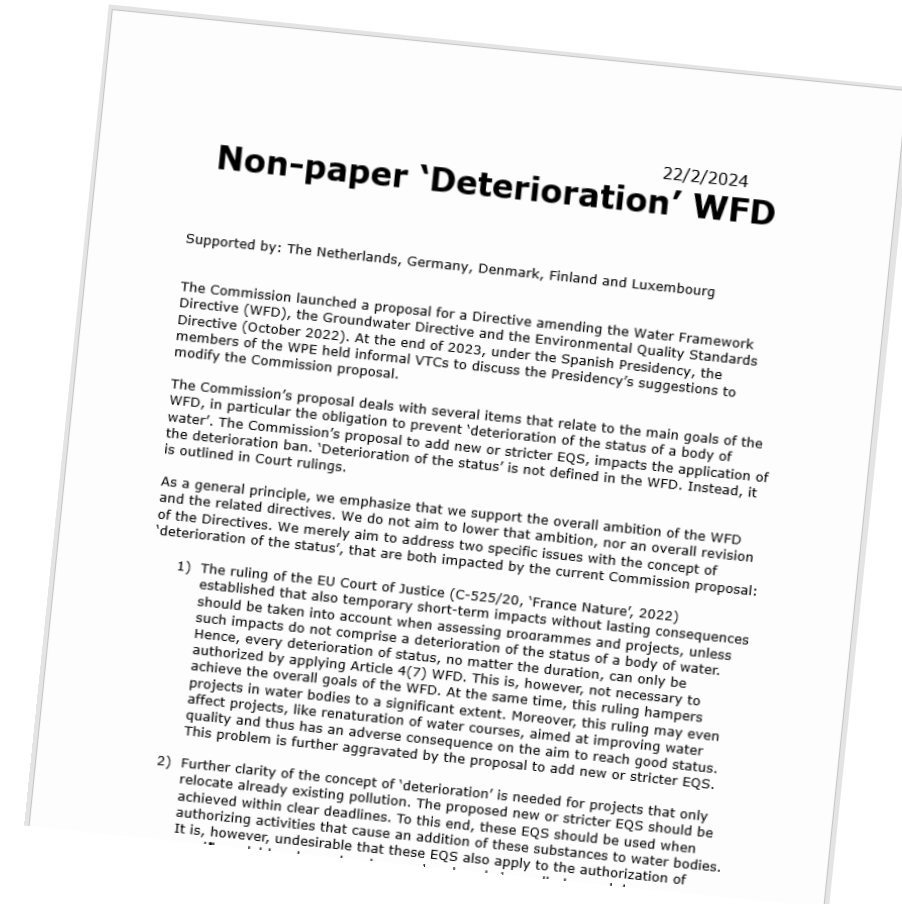 22/2/2024
Non-paper ‘Deterioration’ WFD
Supported by: The Netherlands, Germany, Denmark, Finland and Luxembourg
The Commission launched a proposal for a Directive amending the Water Framework
Directive (WFD), the Groundwater Directive and the Environmental Quality Standards
Directive (October 2022). At the end of 2023, under the Spanish Presidency, the
members of the WPE held informal VTCs to discuss the Presidency’s suggestions to
modify the Commission proposal.
The Commission’s proposal deals with several items that relate to the main goals of the
WFD, in particular the obligation to prevent ‘deterioration of the status of a body of
water’. The Commission’s proposal to add new or stricter EQS, impacts the application of
the deterioration ban. ‘Deterioration of the status’ is not defined in the WFD. Instead, it
is outlined in Court rulings.
As a general principle, we emphasize that we support the overall ambition of the WFD
and the related directives. We do not aim to lower that ambition, nor an overall revision
of the Directives. We merely aim to address two specific issues with the concept of
‘deterioration of the status’, that are both impacted by the current Commission proposal:
1) The ruling of the EU Court of Justice (C-525/20, ‘France Nature’, 2022)
established that also temporary short-term impacts without lasting consequences
should be taken into account when assessing programmes and projects, unless
such impacts do not comprise a deterioration of the status of a body of water.
Hence, every deterioration of status, no matter the duration, can only be
authorized by applying Article 4(7) WFD. This is, however, not necessary to
achieve the overall goals of the WFD. At the same time, this ruling hampers
projects in water bodies to a significant extent. Moreover, this ruling may even
affect projects, like renaturation of water courses, aimed at improving water
quality and thus has an adverse consequence on the aim to reach good status.
This problem is further aggravated by the proposal to add new or stricter EQS.
2) Further clarity of the concept of ‘deterioration’ is needed for projects that only
relocate already existing pollution. The proposed new or stricter EQS should be
achieved within clear deadlines. To this end, these EQS should be used when
authorizing activities that cause an addition of these substances to water bodies.
It is, however, undesirable that these EQS also apply to the authorization of